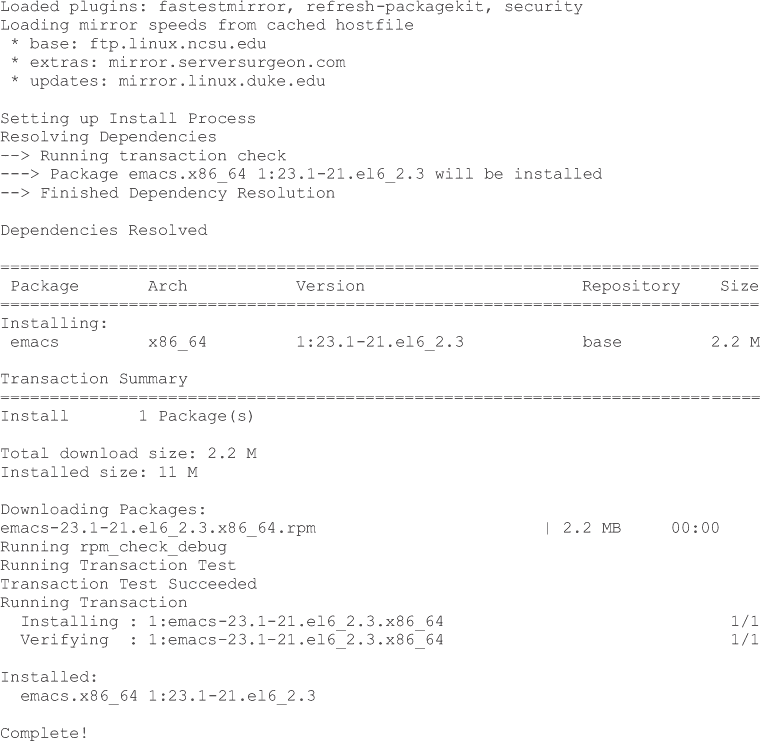 Loaded plugins: fastestmirror, refresh-packagekit, security
Loading mirror speeds from cached hostfile
 * base: ftp.linux.ncsu.edu
 * extras: mirror.serversurgeon.com
 * updates: mirror.linux.duke.edu

Setting up Install Process
Resolving Dependencies
--> Running transaction check
---> Package emacs.x86_64 1:23.1-21.el6_2.3 will be installed
--> Finished Dependency Resolution

Dependencies Resolved

=============================================================================
 Package       Arch           Version                      Repository    Size
=============================================================================
Installing:
 emacs         x86_64         1:23.1-21.el6_2.3            base         2.2 M

Transaction Summary
=============================================================================
Install       1 Package(s)

Total download size: 2.2 M
Installed size: 11 M

Downloading Packages:
emacs-23.1-21.el6_2.3.x86_64.rpm                       | 2.2 MB     00:00
Running rpm_check_debug
Running Transaction Test
Transaction Test Succeeded
Running Transaction
  Installing : 1:emacs-23.1-21.el6_2.3.x86_64                             1/1
  Verifying  : 1:emacs-23.1-21.el6_2.3.x86_64                             1/1

Installed:
  emacs.x86_64 1:23.1-21.el6_2.3

Complete!